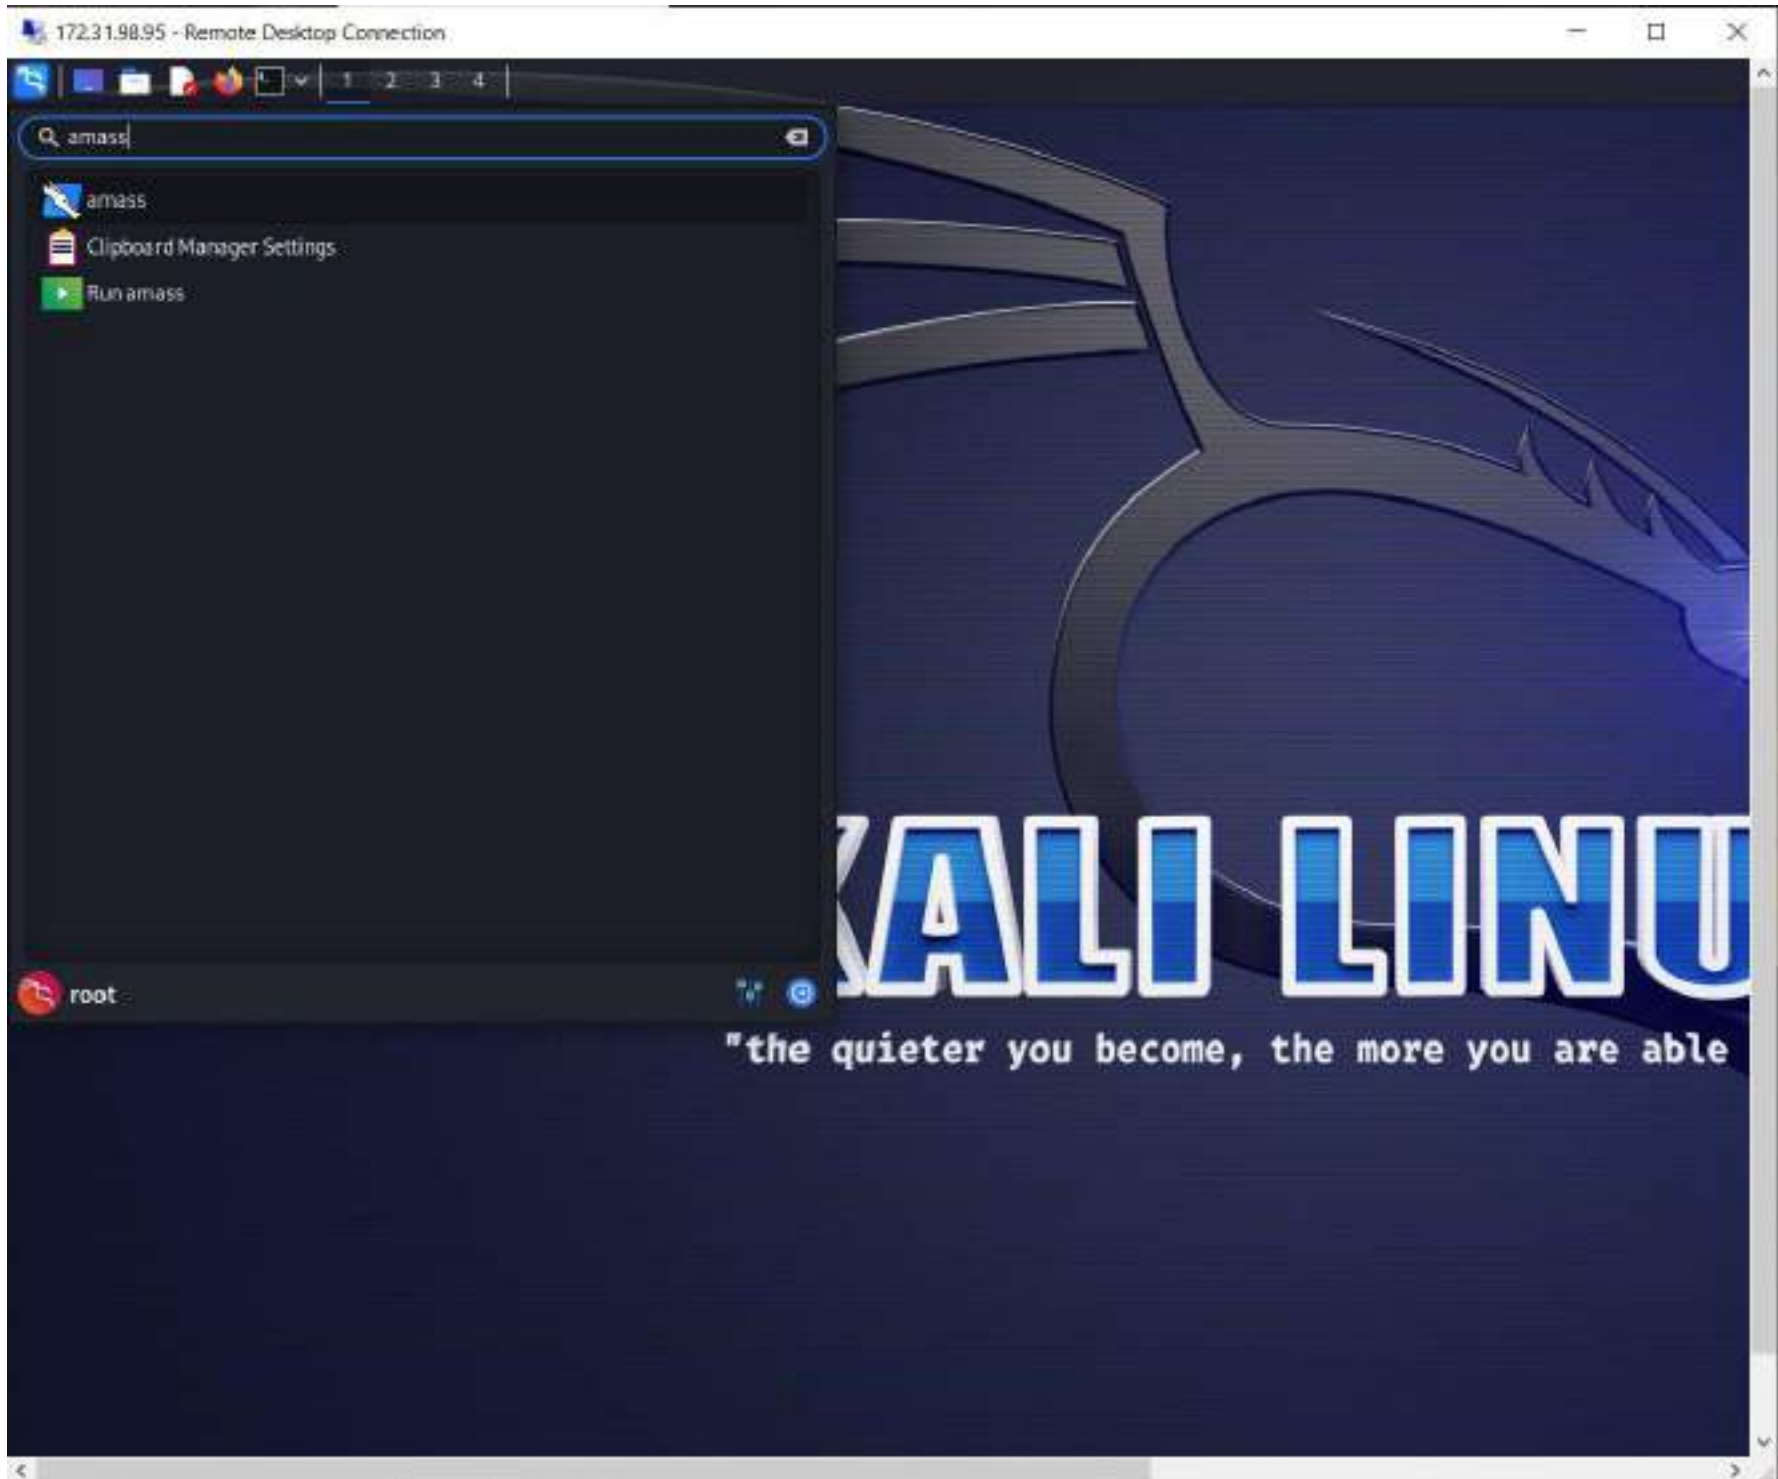 172.31.98.95 - Remote Desktop Connection
1 2 3 4
amass
amass
Clipboard Manager Settings
Run amass
KALI LINU
root
"the quieter you become, the more you are able